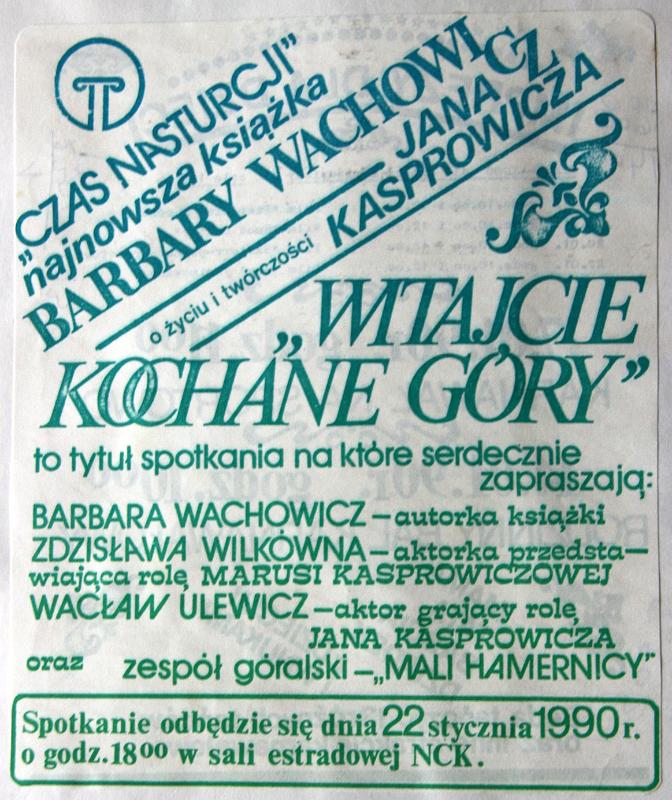 „CZAS NASTURCJI”
najnowsza książka
BARBARY WACHOWICZ
o życiu i twórczości
JANA
KASPROWICZA
„WITAJCIE
KOCHANE GÓRY”
to tytuł spotkania na które serdecznie
zapraszają:
BARBARA WACHOWICZ – autorka książki
ZDZISŁAWA WILKÓWNA – aktorka przedsta–
wiająca rolę MARUSI KASPROWICZOWEJ
WACŁAW ULEWICZ – aktor grający rolę
JANA KASPROWICZA
oraz zespół góralski – „MALI HAMERNICY”
Spotkanie odbędzie się dnia 22 stycznia 1990 r.
o godz. 18⁰⁰ w sali estradowej NCK.